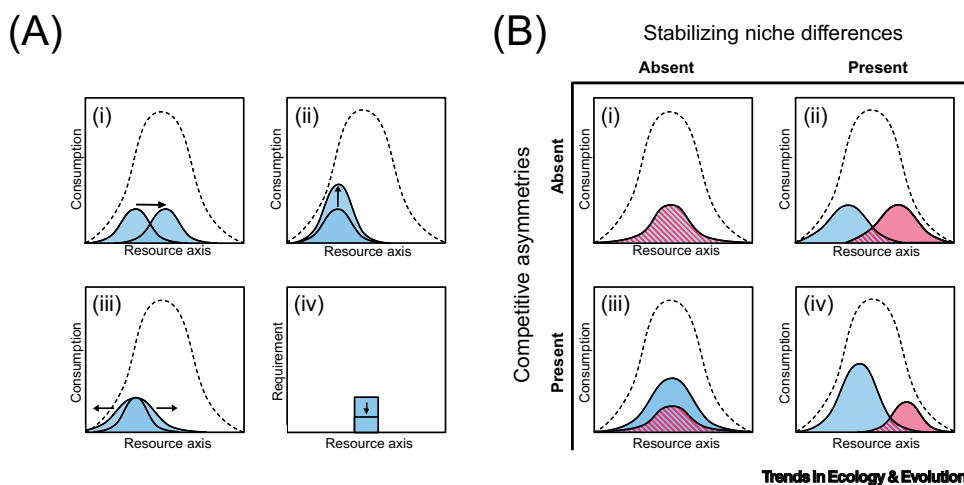 (A)
(i)
Consumption
Resource axis
(ii)
Consumption
Resource axis
(iii)
Consumption
Resource axis
(iv)
Requirement
Resource axis
(B)
Stabilizing niche differences
Absent
Present
Competitive asymmetries
Absent
(i)
Consumption
Resource axis
(ii)
Consumption
Resource axis
Present
(iii)
Consumption
Resource axis
(iv)
Consumption
Resource axis
Trends in Ecology & Evolution